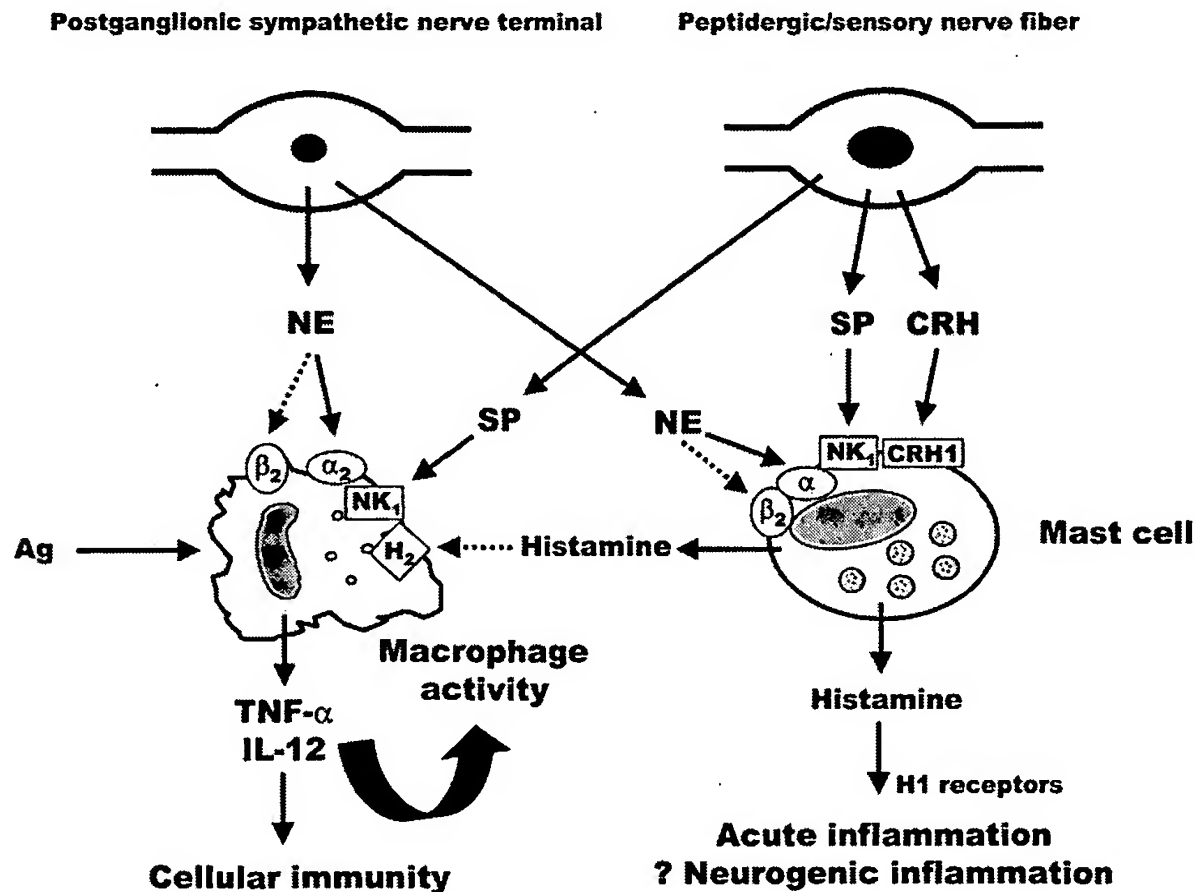 Postganglionic sympathetic nerve terminal
Peptidergic/sensory nerve fiber
NE
SP
CRH
SP
NE
β2
α2
NK1
H2
NK1
CRH1
α
β2
Ag
Histamine
Mast cell
Macrophage
activity
TNF-α
IL-12
Histamine
H1 receptors
Cellular immunity
Acute inflammation
? Neurogenic inflammation